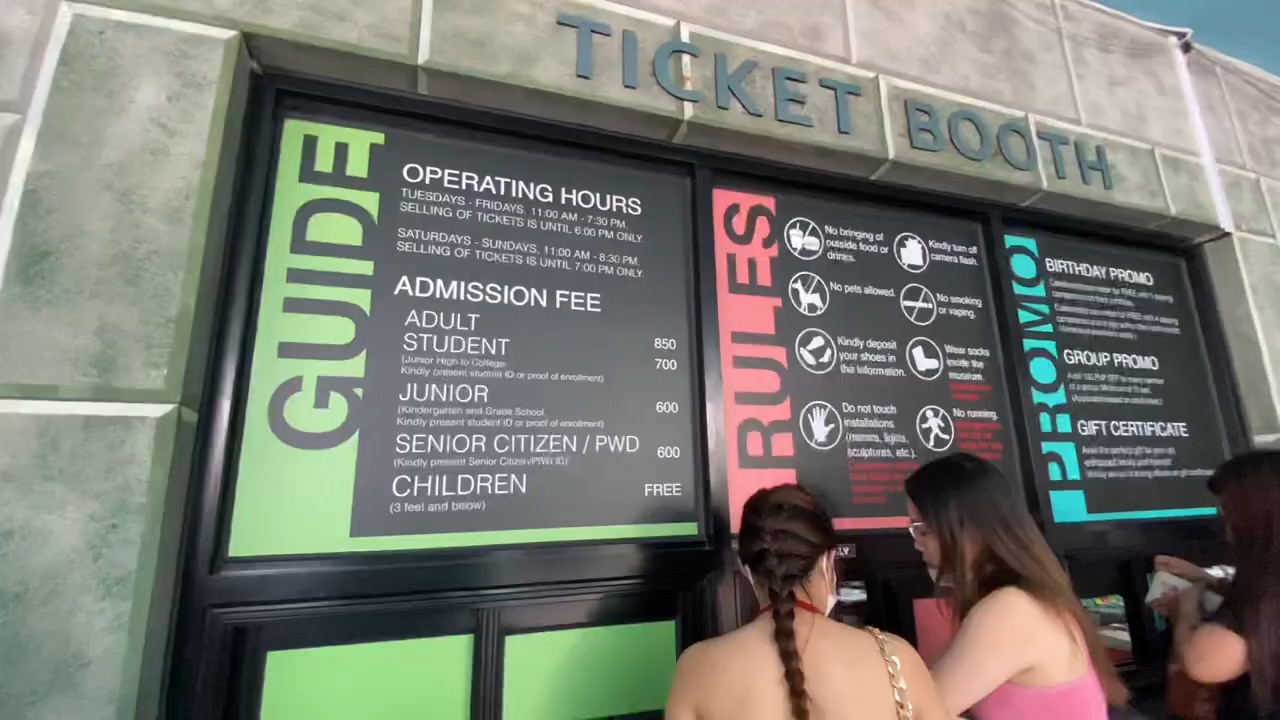 TICKET BOOTH
GUIDE
OPERATING HOURS
TUESDAYS - FRIDAYS, 11:00 AM - 7:30 PM.
SELLING OF TICKETS IS UNTIL 6:00 PM ONLY.
SATURDAYS - SUNDAYS, 11:00 AM - 8:30 PM.
SELLING OF TICKETS IS UNTIL 7:00 PM ONLY.
ADMISSION FEE
ADULT 850
STUDENT 700
(Junior High to College
Kindly present student ID or proof of enrollment)
JUNIOR 600
(Kindergarten and Grade School
Kindly present student ID or proof of enrollment)
SENIOR CITIZEN / PWD 600
(Kindly present Senior Citizen/PWD ID)
CHILDREN FREE
(3 feet and below)
RULES
No bringing of
outside food or
drinks.
Kindly turn off
camera flash.
No pets allowed.
No smoking
or vaping.
Kindly deposit
your shoes in
the information.
Wear socks
inside the
museum.
Do not touch
installations
(mirrors, lights,
sculptures, etc.).
No running.
PROMO
BIRTHDAY PROMO
GROUP PROMO
GIFT CERTIFICATE